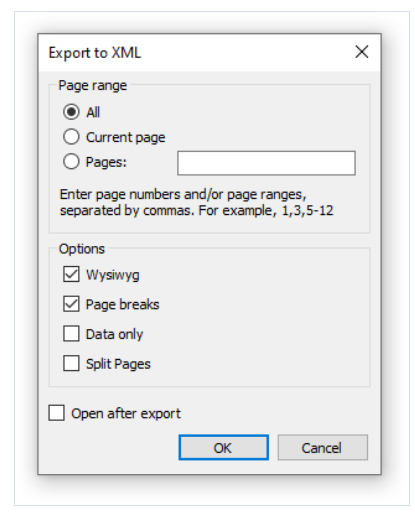 Export to XML
Page range
All
Current page
Pages:
Enter page numbers and/or page ranges,
separated by commas. For example, 1,3,5-12
Options
Wysiwyg
Page breaks
Data only
Split Pages
Open after export
OK Cancel